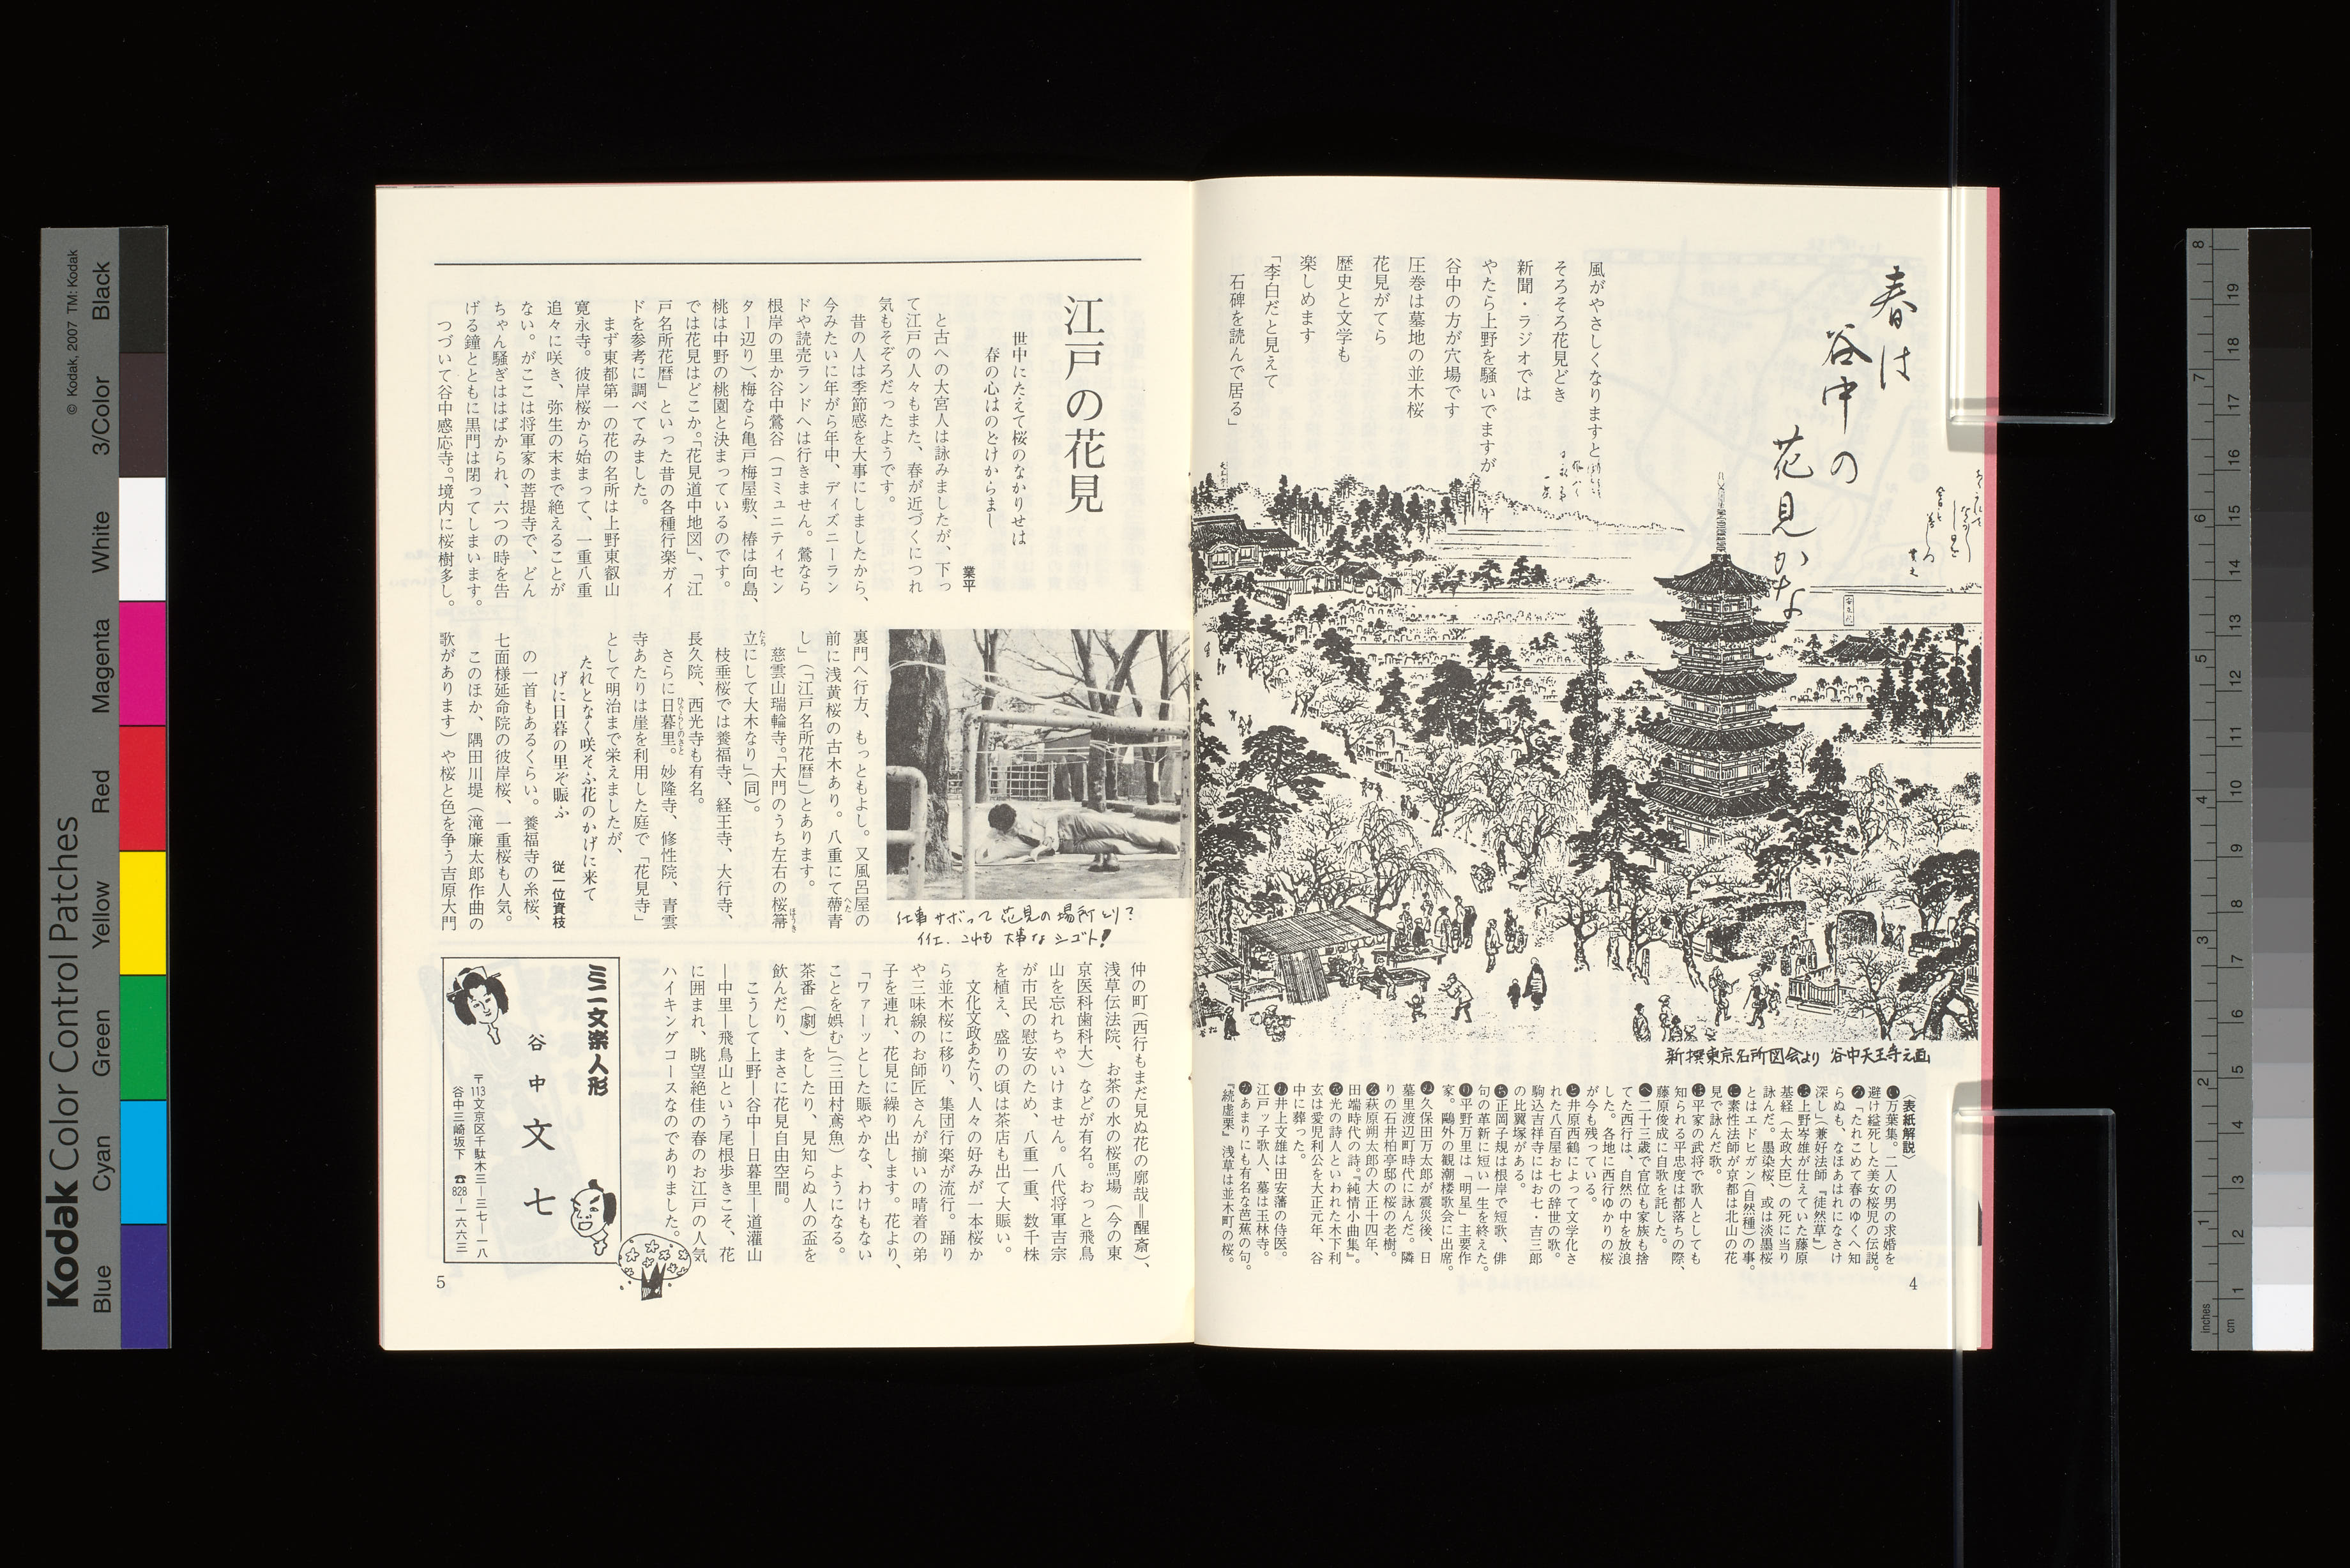 春は
谷中の
花見かな
風がやさしくなりますと
そろそろ花見どき
新聞・ラジオでは
やたら上野を騒いでますが
谷中の方が穴場です
圧巻は墓地の並木桜
花見がてら
歴史と文学も
楽しめます
「李白だと見えて
石碑を読んで居る」
新撰東京名所図会より 谷中天王寺之画
〈表紙解説〉
い万葉集。二人の男の求婚を
避け縊死した美女桜児の伝説。
ろ「たれこめて春のゆくへ知
らぬも、なほあはれになさけ
深し」(兼好法師『徒然草』)
は上野岑雄が仕えていた藤原
基経(太政大臣)の死に当り
詠んだ。墨染桜、或は淡墨桜
とはエドヒガン(自然種)の事。
に素性法師が京都は北山の花
見で詠んだ歌。
ほ平家の武将で歌人としても
知られる平忠度は都落ちの際、
藤原俊成に自歌を託した。
へ二十三歳で官位も家族も捨
てた西行は、自然の中を放浪
した。各地に西行ゆかりの桜
が今も残っている。
と井原西鶴によって文学化さ
れた八百屋お七の辞世の歌。
駒込吉祥寺にはお七・吉三郎
の比翼塚がある。
ち正岡子規は根岸で短歌、俳
句の革新に短い一生を終えた。
り平野万里は「明星」主要作
家。鷗外の観潮楼歌会に出席。
ぬ久保田万太郎が震災後、日
暮里渡辺町時代に詠んだ。隣
りの石井柏亭邸の桜の老樹。
る萩原朔太郎の大正十四年、
田端時代の詩。『純情小曲集』。
を光の詩人といわれた木下利
玄は愛児利公を大正元年、谷
中に葬った。
わ井上文雄は田安藩の侍医。
江戸ッ子歌人、墓は玉林寺。
かあまりにも有名な芭蕉の句。
『続虚栗』浅草は並木町の桜。
4
江戸の花見
世中にたえて桜のなかりせは
春の心はのとけからまし
業平
と古への大宮人は詠みましたが、下っ
て江戸の人々もまた、春が近づくにつれ
気もそぞろだったようです。
昔の人は季節感を大事にしましたから、
今みたいに年がら年中、ディズニーラン
ドや読売ランドへは行きません。鶯なら
根岸の里か谷中鶯谷(コミュニティセン
ター辺り)、梅なら亀戸梅屋敷、椿は向島、
桃は中野の桃園と決まっているのです。
では花見はどこか。「花見道中地図」、「江
戸名所花暦」といった昔の各種行楽ガイ
ドを参考に調べてみました。
まず東都第一の花の名所は上野東叡山
寛永寺。彼岸桜から始まって、一重八重
追々に咲き、弥生の末まで絶えることが
ない。がここは将軍家の菩提寺で、どん
ちゃん騒ぎははばかられ、六つの時を告
げる鐘とともに黒門は閉ってしまいます。
つづいて谷中感応寺。「境内に桜樹多し。
裏門へ行方、もっともよし。又風呂屋の
前に浅黄桜の古木あり。八重にて蔕青
へた
し」(「江戸名所花暦」)とあります。
慈雲山瑞輪寺。「大門のうち左右の桜箒
ほうき
立にして大木なり」(同)。
たち
枝垂桜では養福寺、経王寺、大行寺、
長久院、西光寺も有名。
さらに日暮里。妙隆寺、修性院、青雲
ひぐらしのさと
寺あたりは崖を利用した庭で「花見寺」
として明治まで栄えましたが、
たれとなく咲そふ花のかげに来て
げに日暮の里ぞ賑ふ
従一位資枝
の一首もあるくらい。養福寺の糸桜、
七面様延命院の彼岸桜、一重桜も人気。
このほか、隅田川堤(滝廉太郎作曲の
歌があります)や桜と色を争う吉原大門
仕事サボって花見の場所とり?
イイエ、これも大事なシゴト!
仲の町(西行もまだ見ぬ花の廓哉=醒斎)、
浅草伝法院、お茶の水の桜馬場(今の東
京医科歯科大)などが有名。おっと飛鳥
山を忘れちゃいけません。八代将軍吉宗
が市民の慰安のため、八重一重、数千株
を植え、盛りの頃は茶店も出て大賑い。
文化文政あたり、人々の好みが一本桜か
ら並木桜に移り、集団行楽が流行。踊り
や三味線のお師匠さんが揃いの晴着の弟
子を連れ、花見に繰り出します。花より、
「ワァーッとした賑やかな、わけもない
ことを娯む」(三田村鳶魚)ようになる。
茶番(劇)をしたり、見知らぬ人の盃を
飲んだり、まさに花見自由空間。
こうして上野―谷中―日暮里―道灌山
―中里―飛鳥山という尾根歩きこそ、花
に囲まれ、眺望絶佳の春のお江戸の人気
ハイキングコースなのでありました。
ミニ文楽人形
谷中文七
〒113文京区千駄木三―三七―一八
谷中三崎坂下 ☎828―一六六三
5
Kodak Color Control Patches
© Kodak, 2007 TM: Kodak
Blue Cyan Green Yellow Red Magenta White 3/Color Black
inches 1 2 3 4 5 6 7 8
cm 1 2 3 4 5 6 7 8 9 10 11 12 13 14 15 16 17 18 19